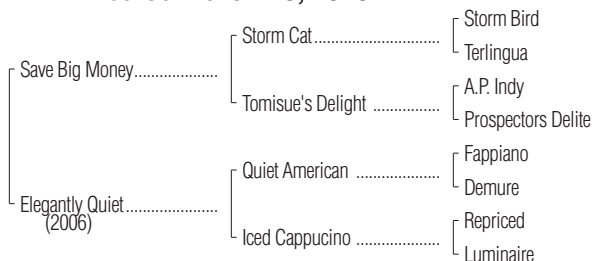 Storm Bird
Storm Cat
Terlingua
Save Big Money
A.P. Indy
Tomisue's Delight
Prospectors Delite
Fappiano
Quiet American
Demure
Elegantly Quiet
(2006)
Repriced
Iced Cappucino
Luminaire